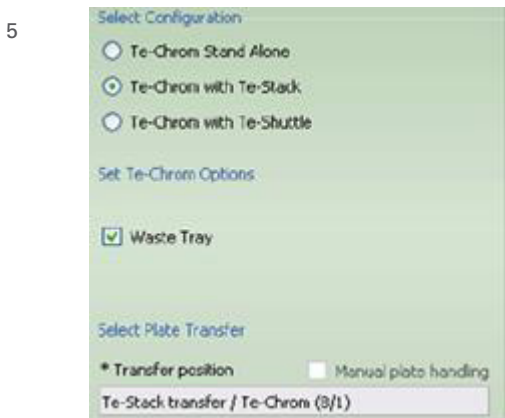 5
Select Configuration
Te-Chrom Stand Alone
Te-Chrom with Te-Stack
Te-Chrom with Te-Shuttle
Set Te-Chrom Options
Waste Tray
Select Plate Transfer
* Transfer position Manual plate handling
Te-Stack transfer / Te-Chrom (3/1)